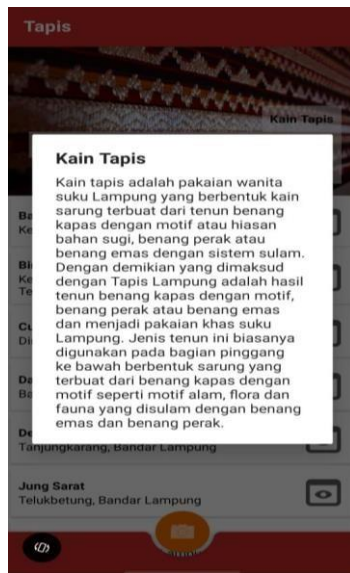 Tapis
Kain Tapis
Kain Tapis
Kain tapis adalah pakaian wanita
suku Lampung yang berbentuk kain
sarung terbuat dari tenun benang
kapas dengan motif atau hiasan
bahan sugi, benang perak atau
benang emas dengan sistem sulam.
Dengan demikian yang dimaksud
dengan Tapis Lampung adalah hasil
tenun benang kapas dengan motif,
benang perak atau benang emas
dan menjadi pakaian khas suku
Lampung. Jenis tenun ini biasanya
digunakan pada bagian pinggang
ke bawah berbentuk sarung yang
terbuat dari benang kapas dengan
motif seperti motif alam, flora dan
fauna yang disulam dengan benang
emas dan benang perak.
Tanjungkarang, Bandar Lampung
Jung Sarat
Telukbetung, Bandar Lampung